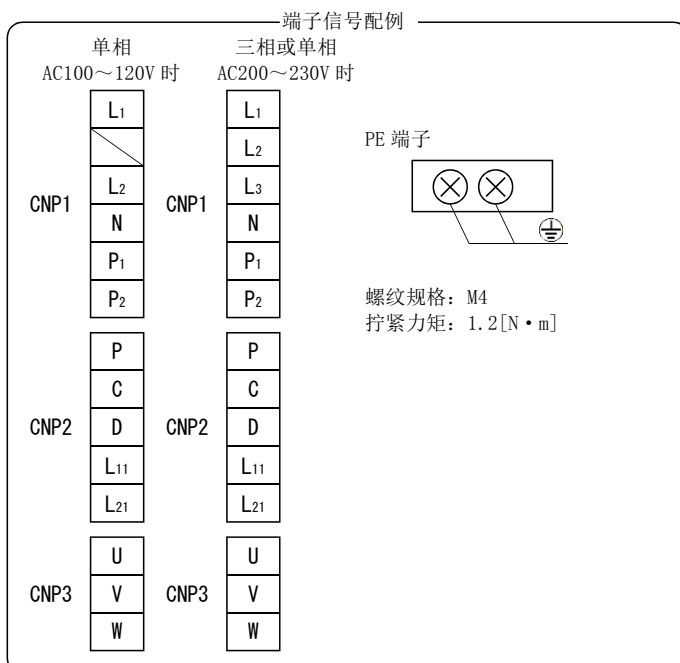 端子信号配例
单相
AC100～120V 时
三相或单相
AC200～230V 时
CNP1
L1
L2
N
P1
P2
CNP1
L1
L2
L3
N
P1
P2
PE 端子
螺纹规格: M4
拧紧力矩: 1.2[N·m]
CNP2
P
C
D
L11
L21
CNP2
P
C
D
L11
L21
CNP3
U
V
W
CNP3
U
V
W